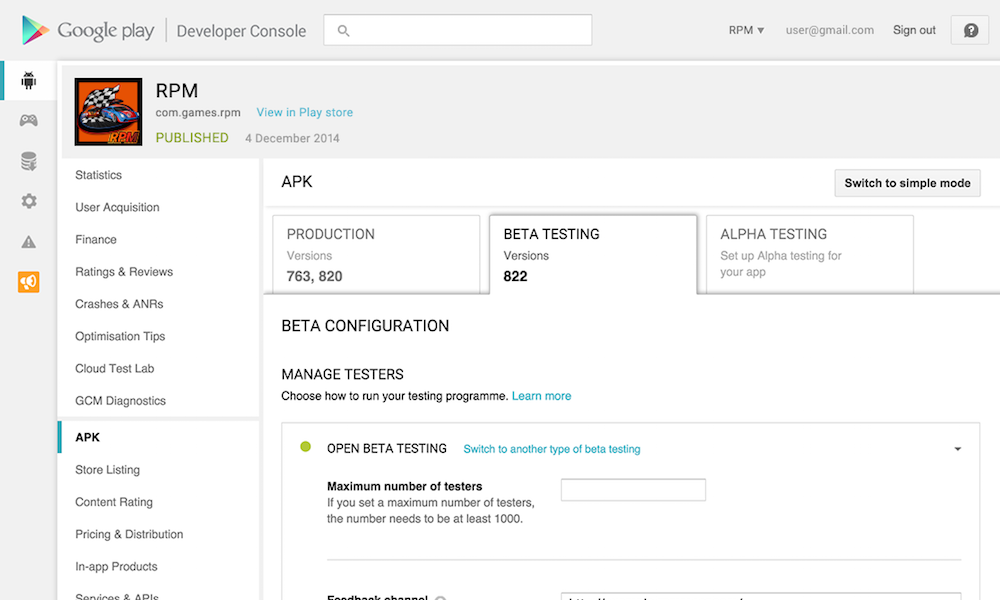 Google play Developer Console
RPM ▼ user@gmail.com Sign out ?
RPM
RPM
com.games.rpm View in Play store
PUBLISHED 4 December 2014
Statistics
User Acquisition
Finance
Ratings & Reviews
Crashes & ANRs
Optimisation Tips
Cloud Test Lab
GCM Diagnostics
APK
Store Listing
Content Rating
Pricing & Distribution
In-app Products
Services & APIs
APK
Switch to simple mode
PRODUCTION
Versions
763, 820
BETA TESTING
Versions
822
ALPHA TESTING
Set up Alpha testing for
your app
BETA CONFIGURATION
MANAGE TESTERS
Choose how to run your testing programme. Learn more
OPEN BETA TESTING Switch to another type of beta testing
Maximum number of testers
If you set a maximum number of testers,
the number needs to be at least 1000.
Feedback channel